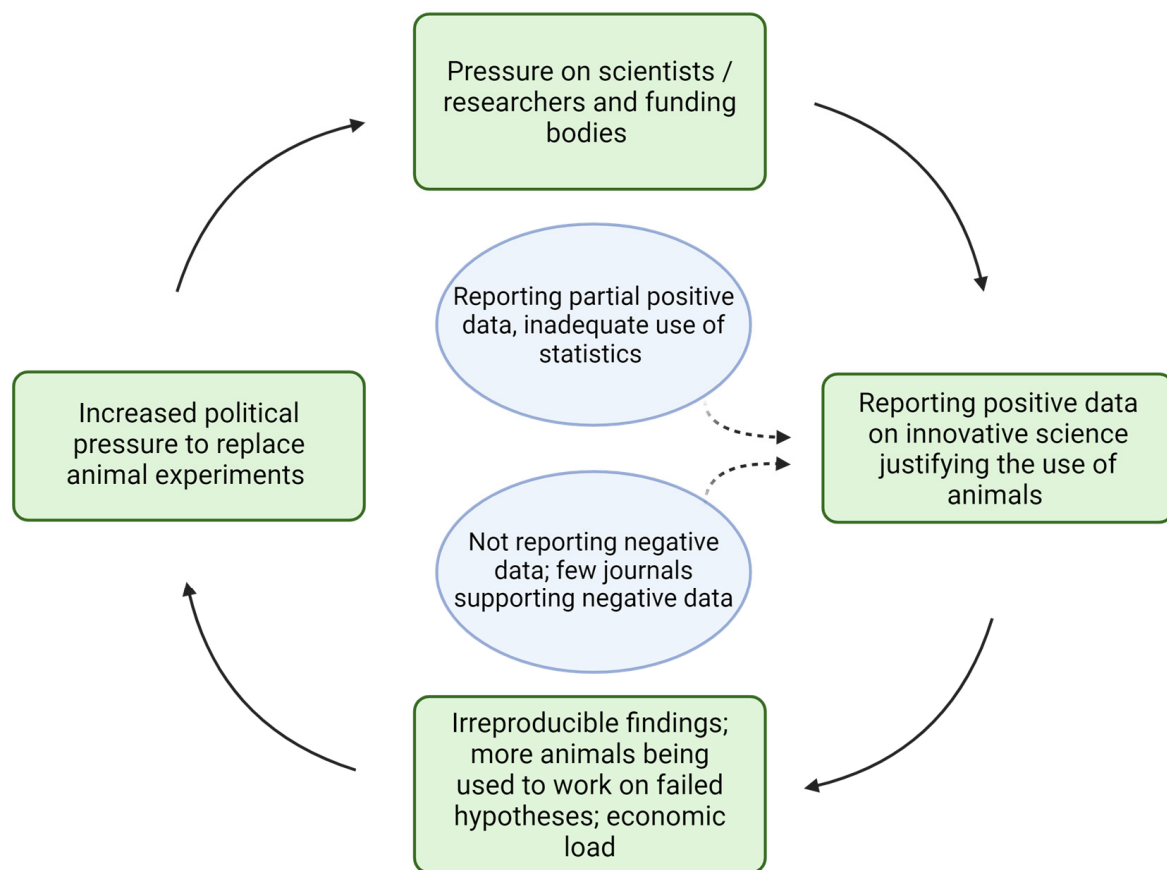 Pressure on scientists /
researchers and funding
bodies
Reporting partial positive
data, inadequate use of
statistics
Increased political
pressure to replace
animal experiments
Reporting positive data
on innovative science
justifying the use of
animals
Not reporting negative
data; few journals
supporting negative data
Irreproducible findings;
more animals being
used to work on failed
hypotheses; economic
load